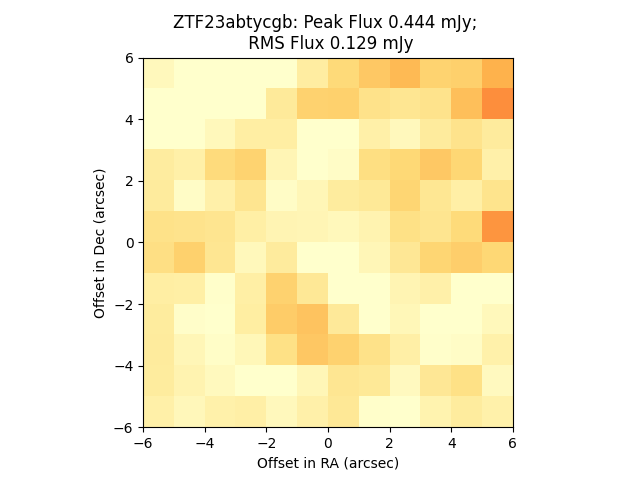 ZTF23abtycgb: Peak Flux 0.444 mJy;
RMS Flux 0.129 mJy
6
4
2
0
−2
−4
−6
Offset in Dec (arcsec)
−6 −4 −2 0 2 4 6
Offset in RA (arcsec)